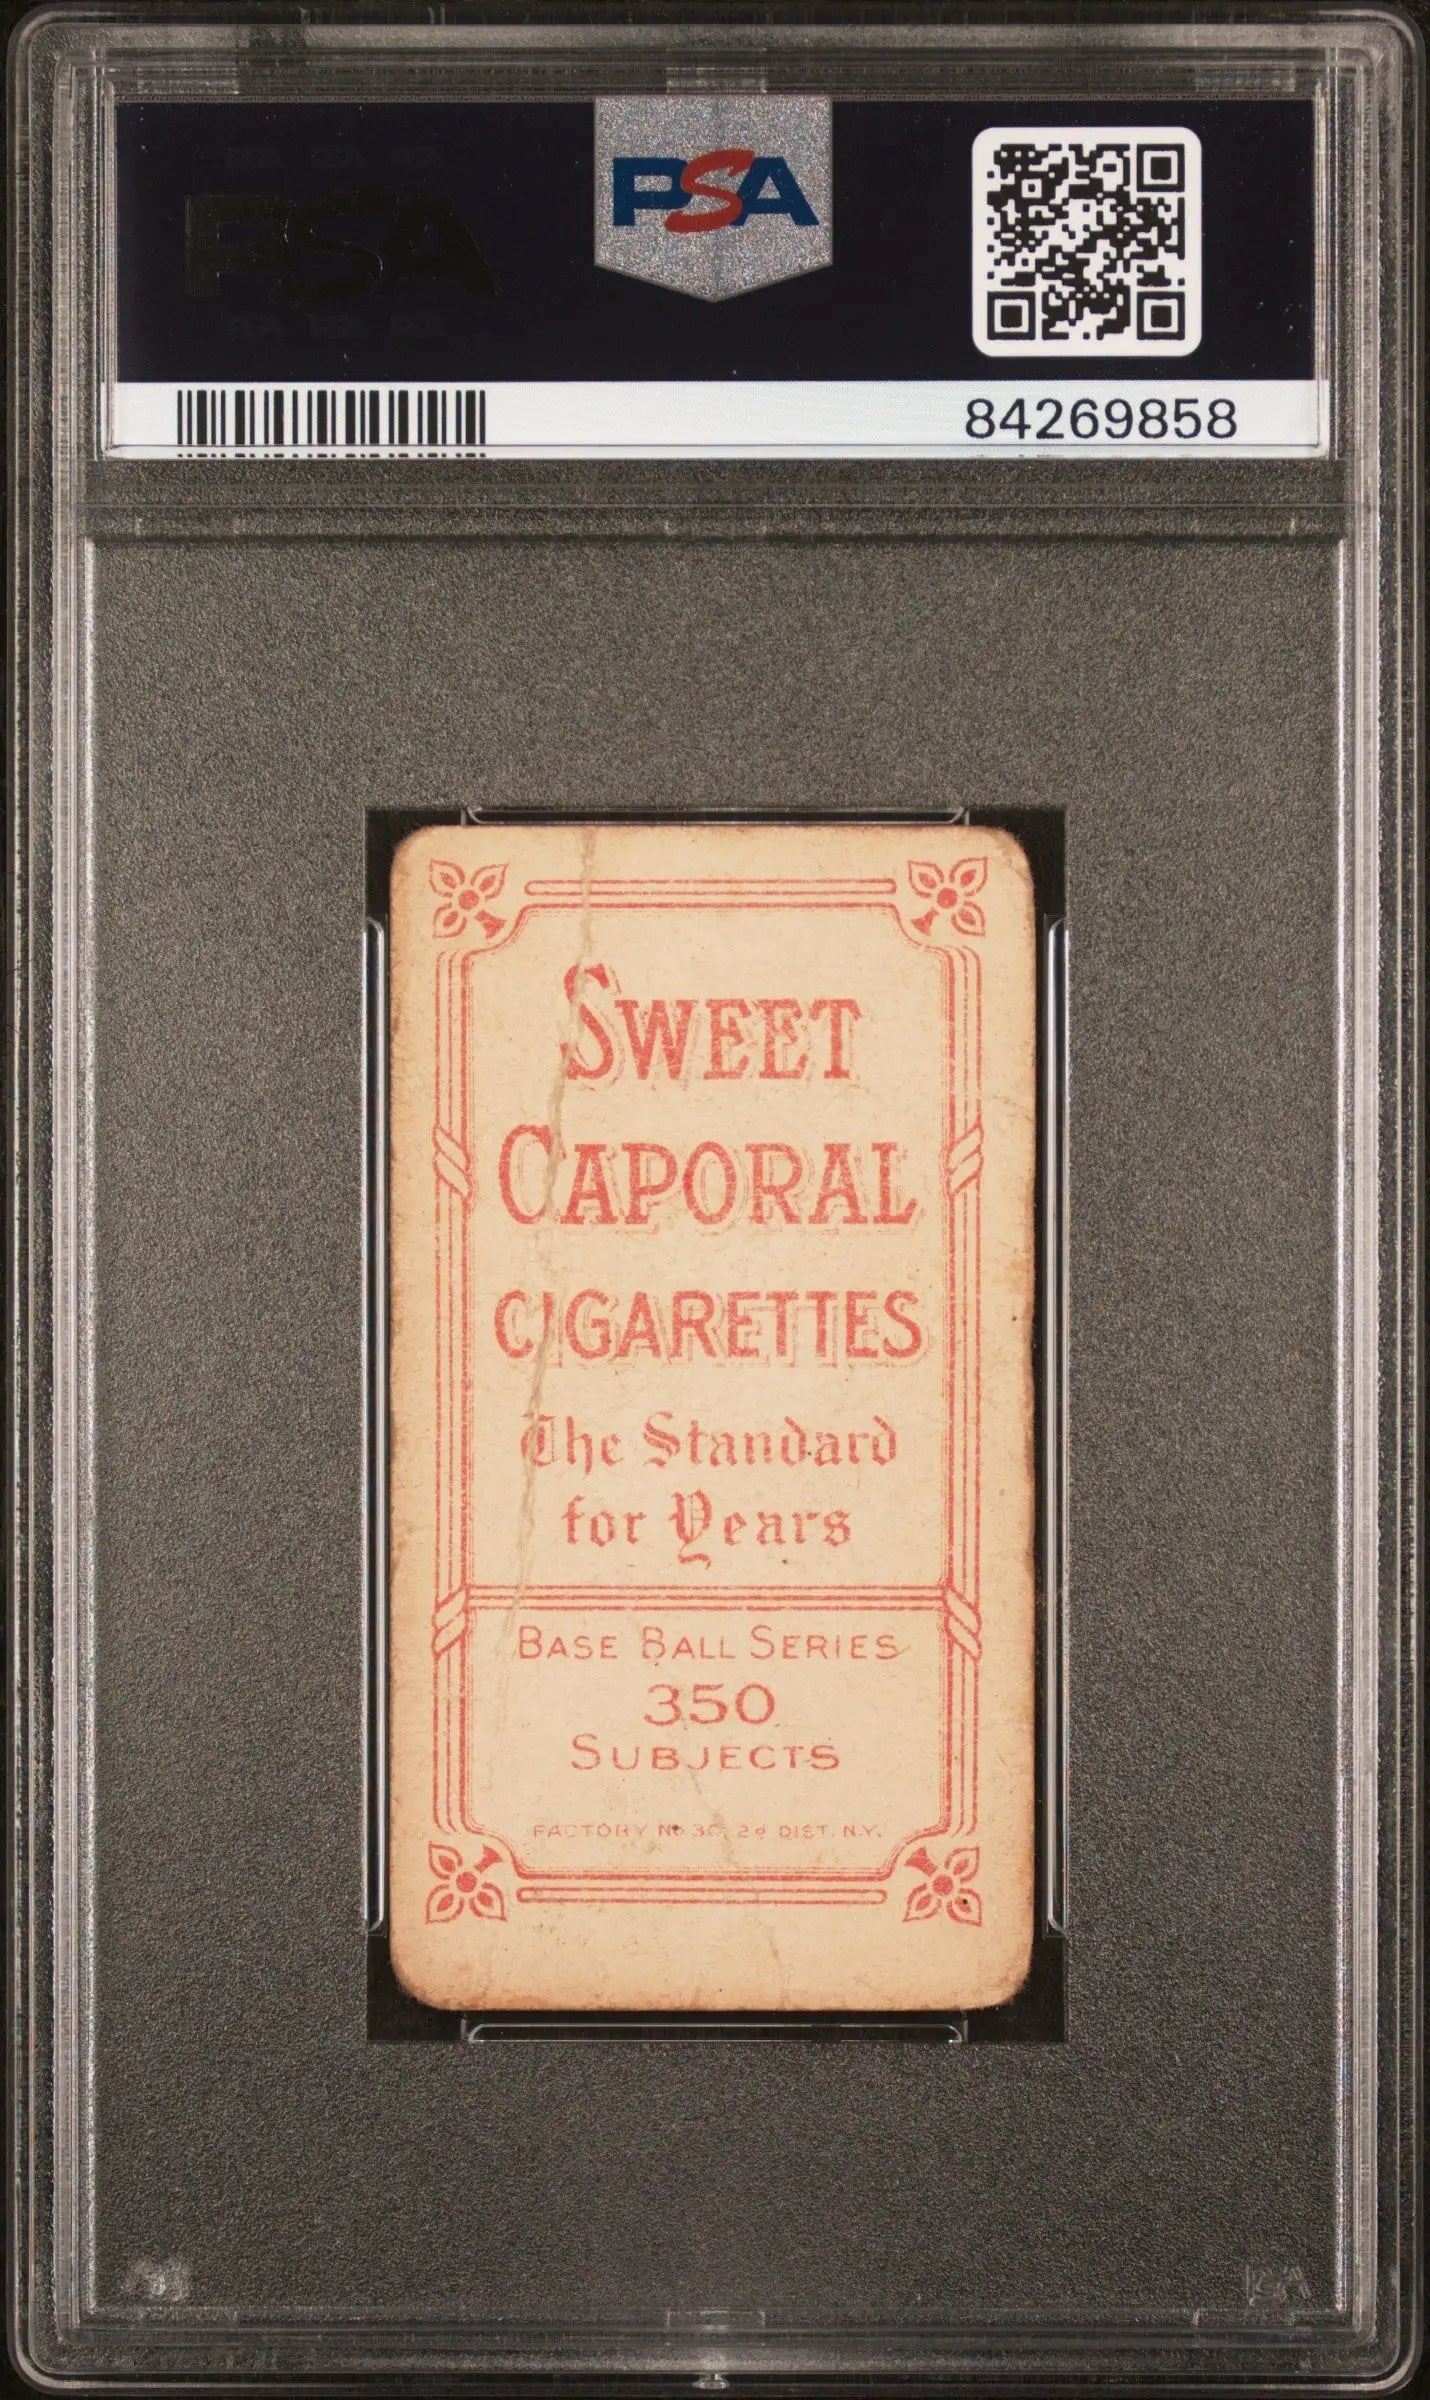 PSA
84269858
SWEET
CAPORAL
CIGARETTES
The Standard
for Years
BASE BALL SERIES
350
SUBJECTS
FACTORY No 30 2d DIST. N.Y.